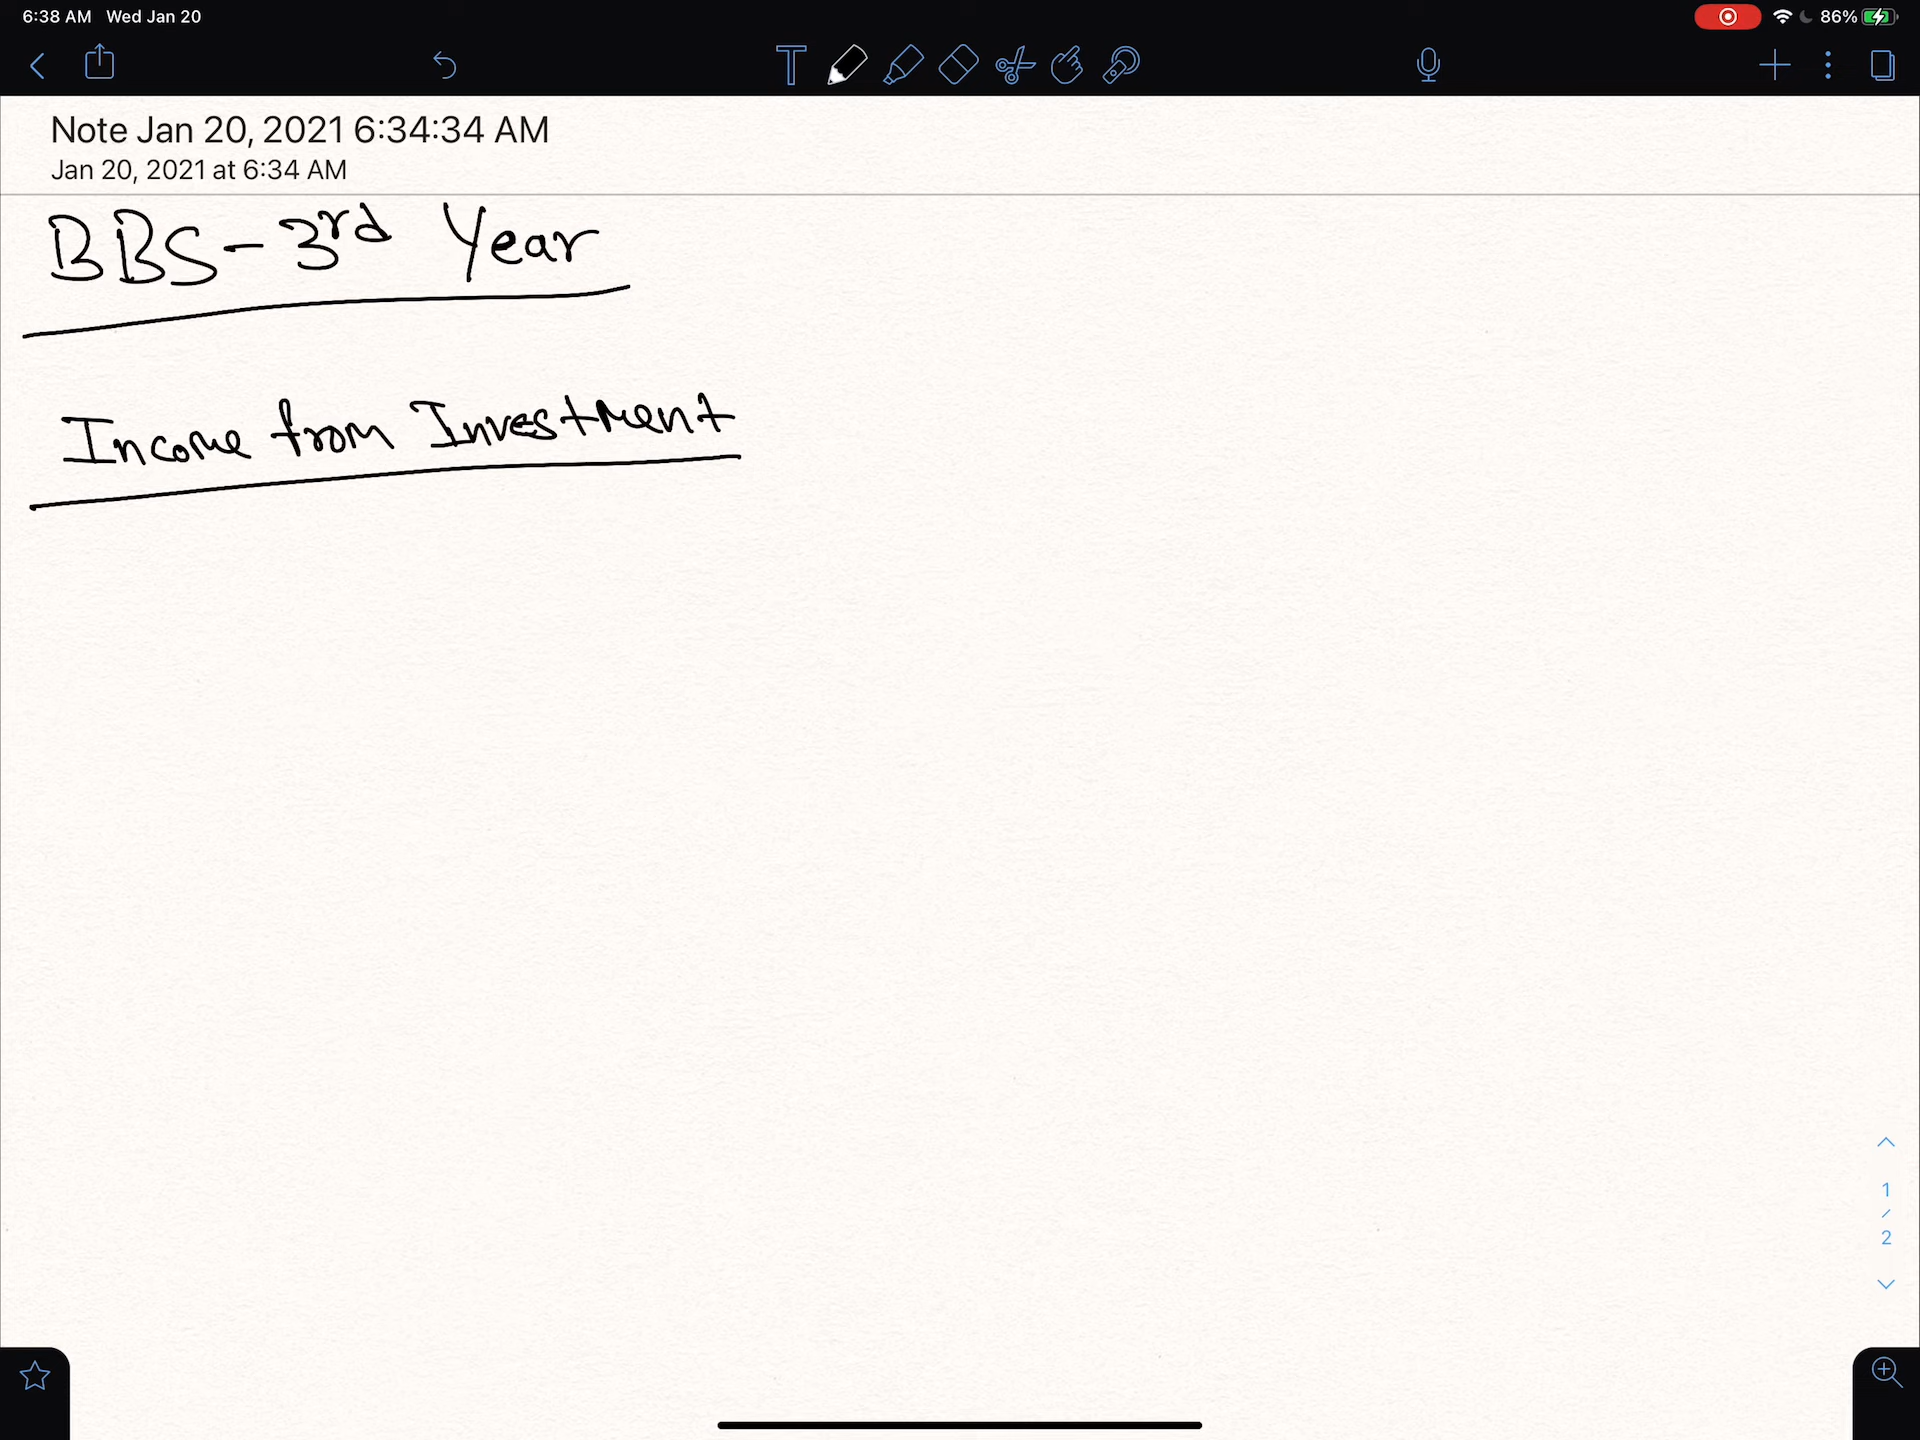 6:38 AM Wed Jan 20
86%
Note Jan 20, 2021 6:34:34 AM
Jan 20, 2021 at 6:34 AM
BBS - 3rd Year
Income from Investment
1
/
2